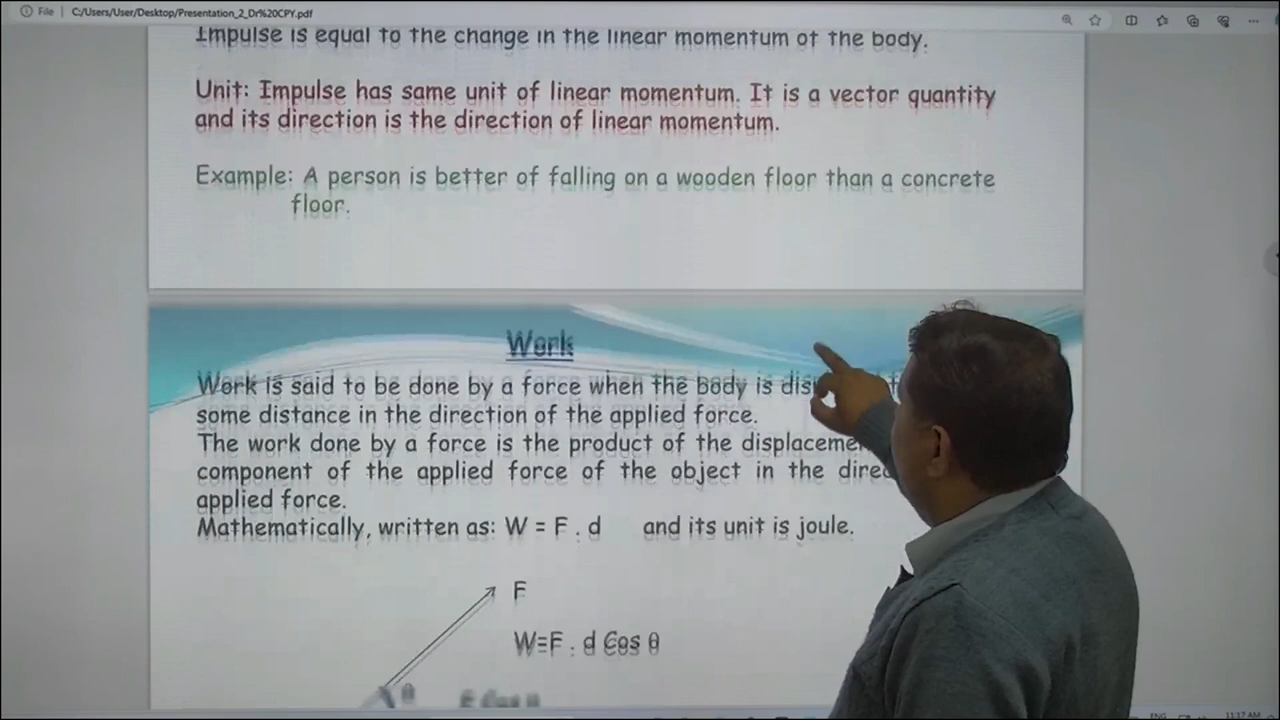 File | C:/Users/User/Desktop/Presentation_2_Dr%20CPY.pdf
Impulse is equal to the change in the linear momentum of the body.
Unit: Impulse has same unit of linear momentum. It is a vector quantity
and its direction is the direction of linear momentum.
Example: A person is better of falling on a wooden floor than a concrete
floor.
Work
Work is said to be done by a force when the body is
some distance in the direction of the applied force.
The work done by a force is the product of the
component of the applied force of the object in the
applied force.
Mathematically, written as: W = F . d and its unit is joule.
F
W=F . d Cos θ
θ
ENG 11:17 AM